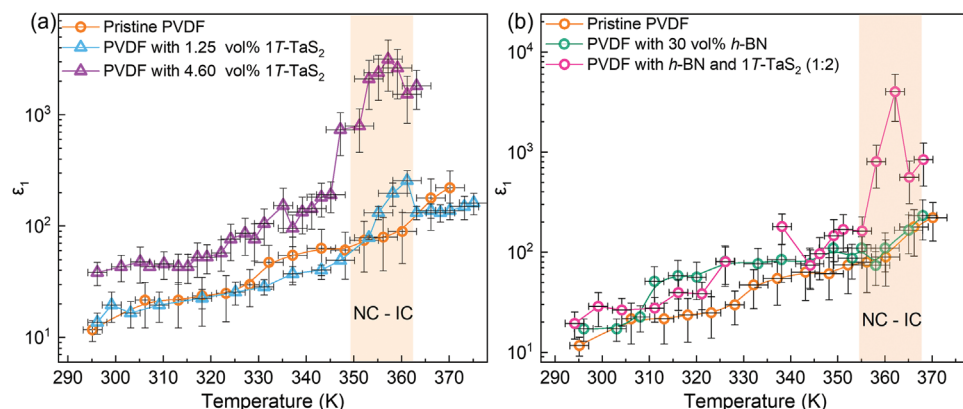 (a)
Pristine PVDF
PVDF with 1.25 vol% 1T-TaS₂
PVDF with 4.60 vol% 1T-TaS₂
10³
10²
10¹
ε₁
NC - IC
290 300 310 320 330 340 350 360 370
Temperature (K)
(b)
Pristine PVDF
PVDF with 30 vol% h-BN
PVDF with h-BN and 1T-TaS₂ (1:2)
10⁴
10³
10²
10¹
ε₁
NC - IC
290 300 310 320 330 340 350 360 370 380
Temperature (K)